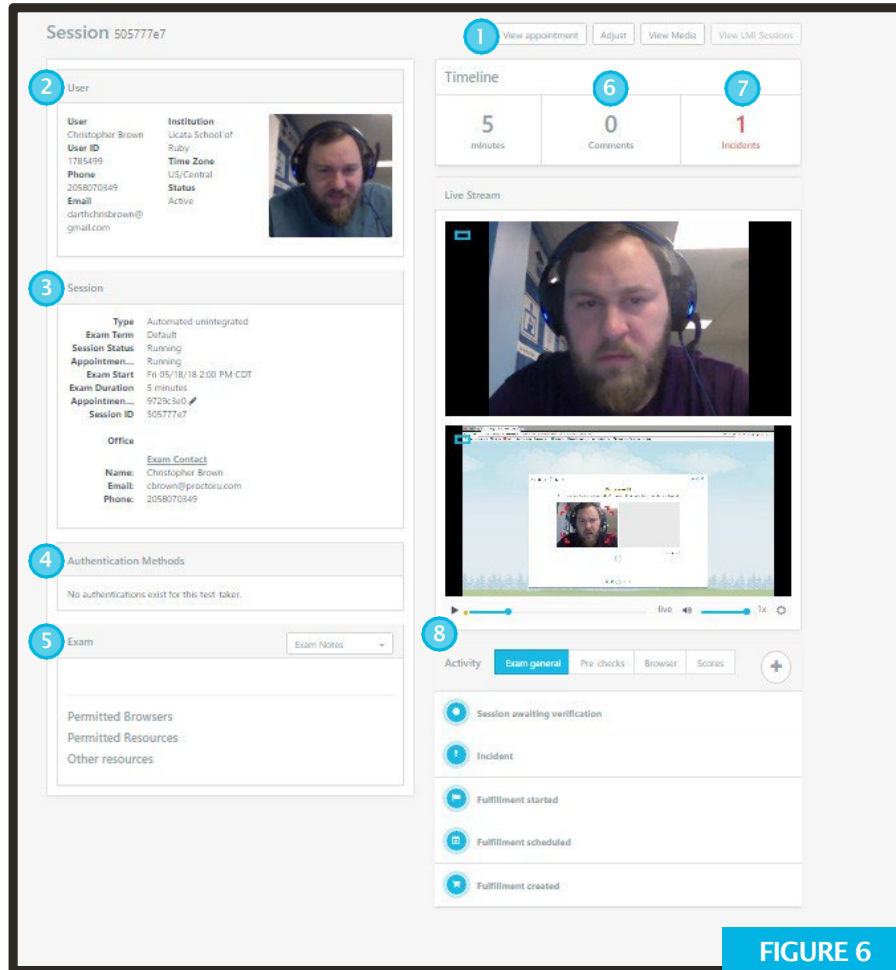 Session 505777e7
1
View appointment
Adjust
View Media
View LMI Sessions
2
User
User
Christopher Brown
User ID
1785499
Phone
2058070349
Email
darthchrisbrown@
gmail.com
Institution
Licata School of
Ruby
Time Zone
US/Central
Status
Active
3
Session
Type Automated unintegrated
Exam Term Default
Session Status Running
Appointmen... Running
Exam Start Fri 05/18/18 2:00 PM CDT
Exam Duration 5 minutes
Appointmen... 9729c3e0
Session ID 505777e7
Office
Exam Contact
Name: Christopher Brown
Email: cbrown@proctoru.com
Phone: 2058070349
4
Authentication Methods
No authentications exist for this test taker.
5
Exam
Exam Notes
Permitted Browsers
Permitted Resources
Other resources
Timeline
6
7
5
minutes
0
Comments
1
Incidents
Live Stream
live
1x
8
Activity
Exam general
Pre checks
Browser
Scores
+
Session awaiting verification
Incident
Fulfillment started
Fulfillment scheduled
Fulfillment created
FIGURE 6